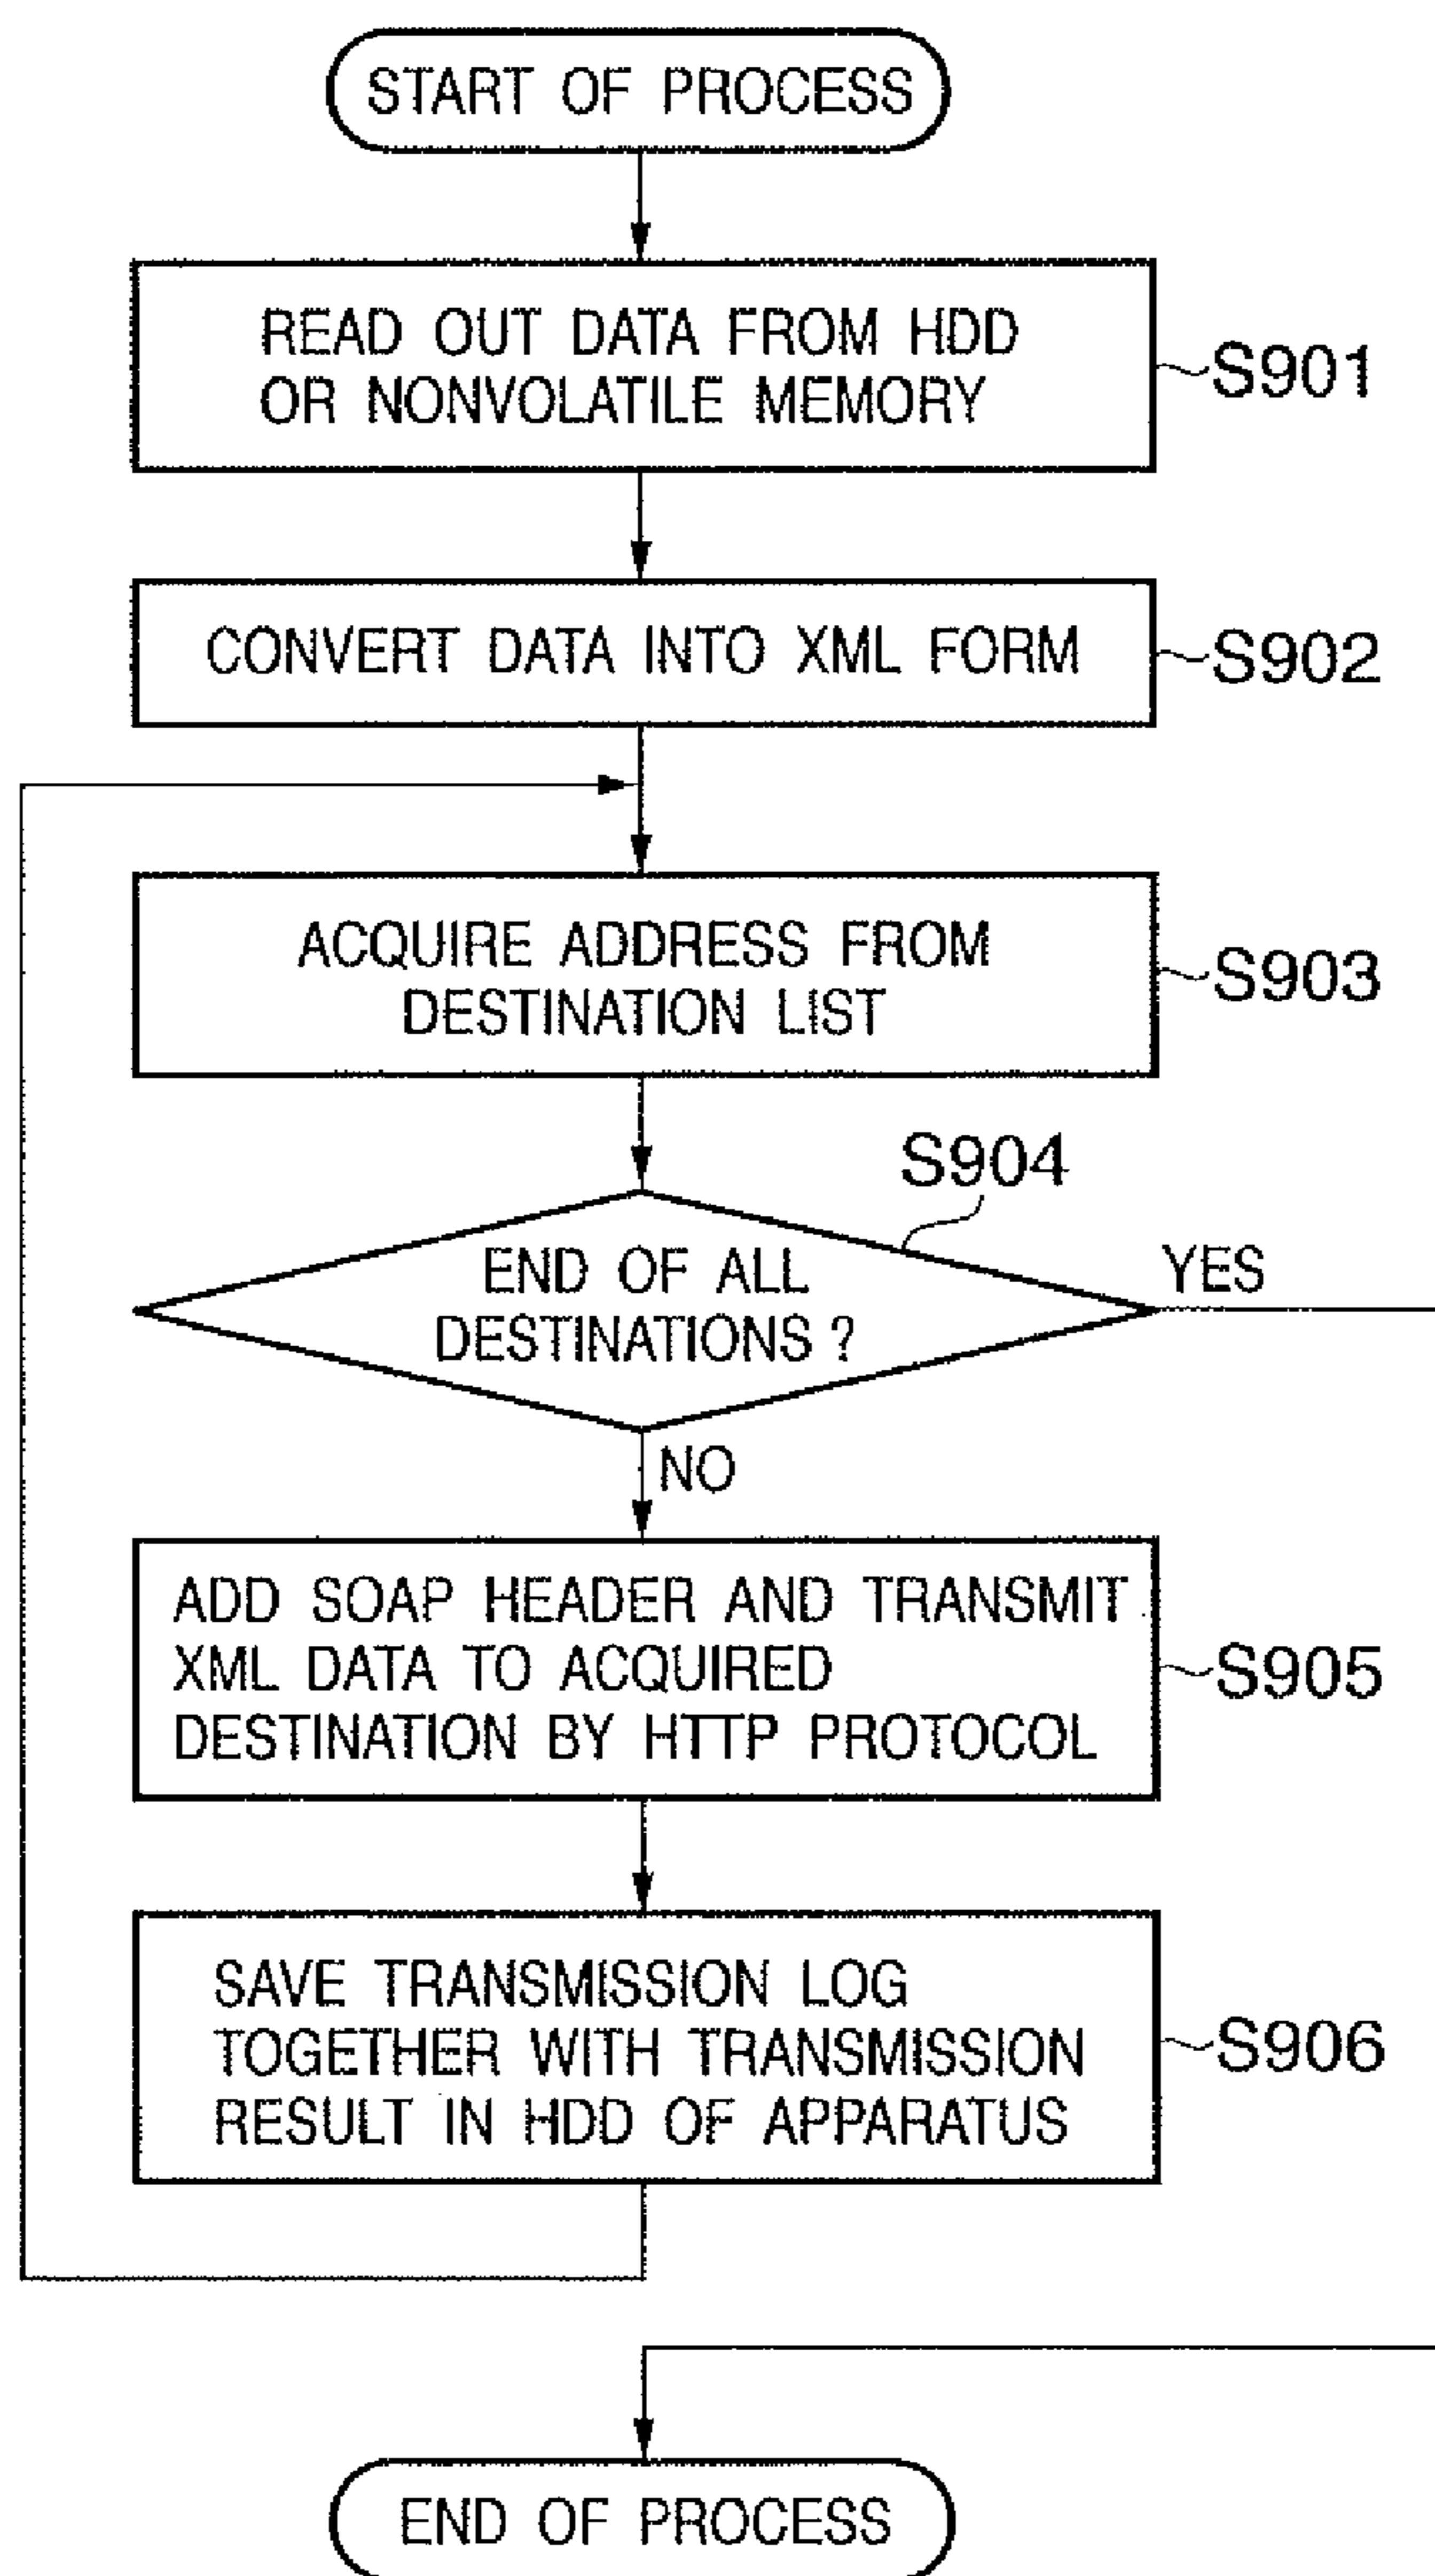 START OF PROCESS
READ OUT DATA FROM HDD
OR NONVOLATILE MEMORY
S901
CONVERT DATA INTO XML FORM
S902
ACQUIRE ADDRESS FROM
DESTINATION LIST
S903
S904
END OF ALL
DESTINATIONS ?
YES
NO
ADD SOAP HEADER AND TRANSMIT
XML DATA TO ACQUIRED
DESTINATION BY HTTP PROTOCOL
S905
SAVE TRANSMISSION LOG
TOGETHER WITH TRANSMISSION
RESULT IN HDD OF APPARATUS
S906
END OF PROCESS